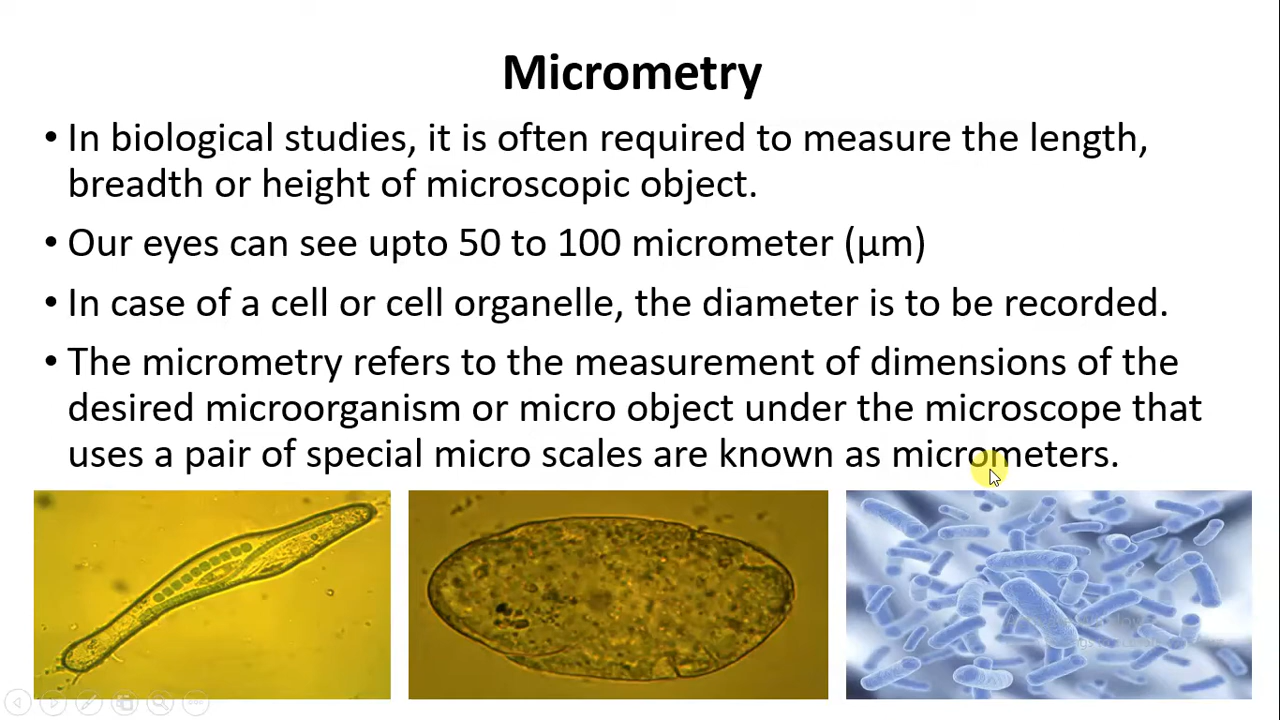 Micrometry
• In biological studies, it is often required to measure the length,
breadth or height of microscopic object.
• Our eyes can see upto 50 to 100 micrometer (µm)
• In case of a cell or cell organelle, the diameter is to be recorded.
• The micrometry refers to the measurement of dimensions of the
desired microorganism or micro object under the microscope that
uses a pair of special micro scales are known as micrometers.